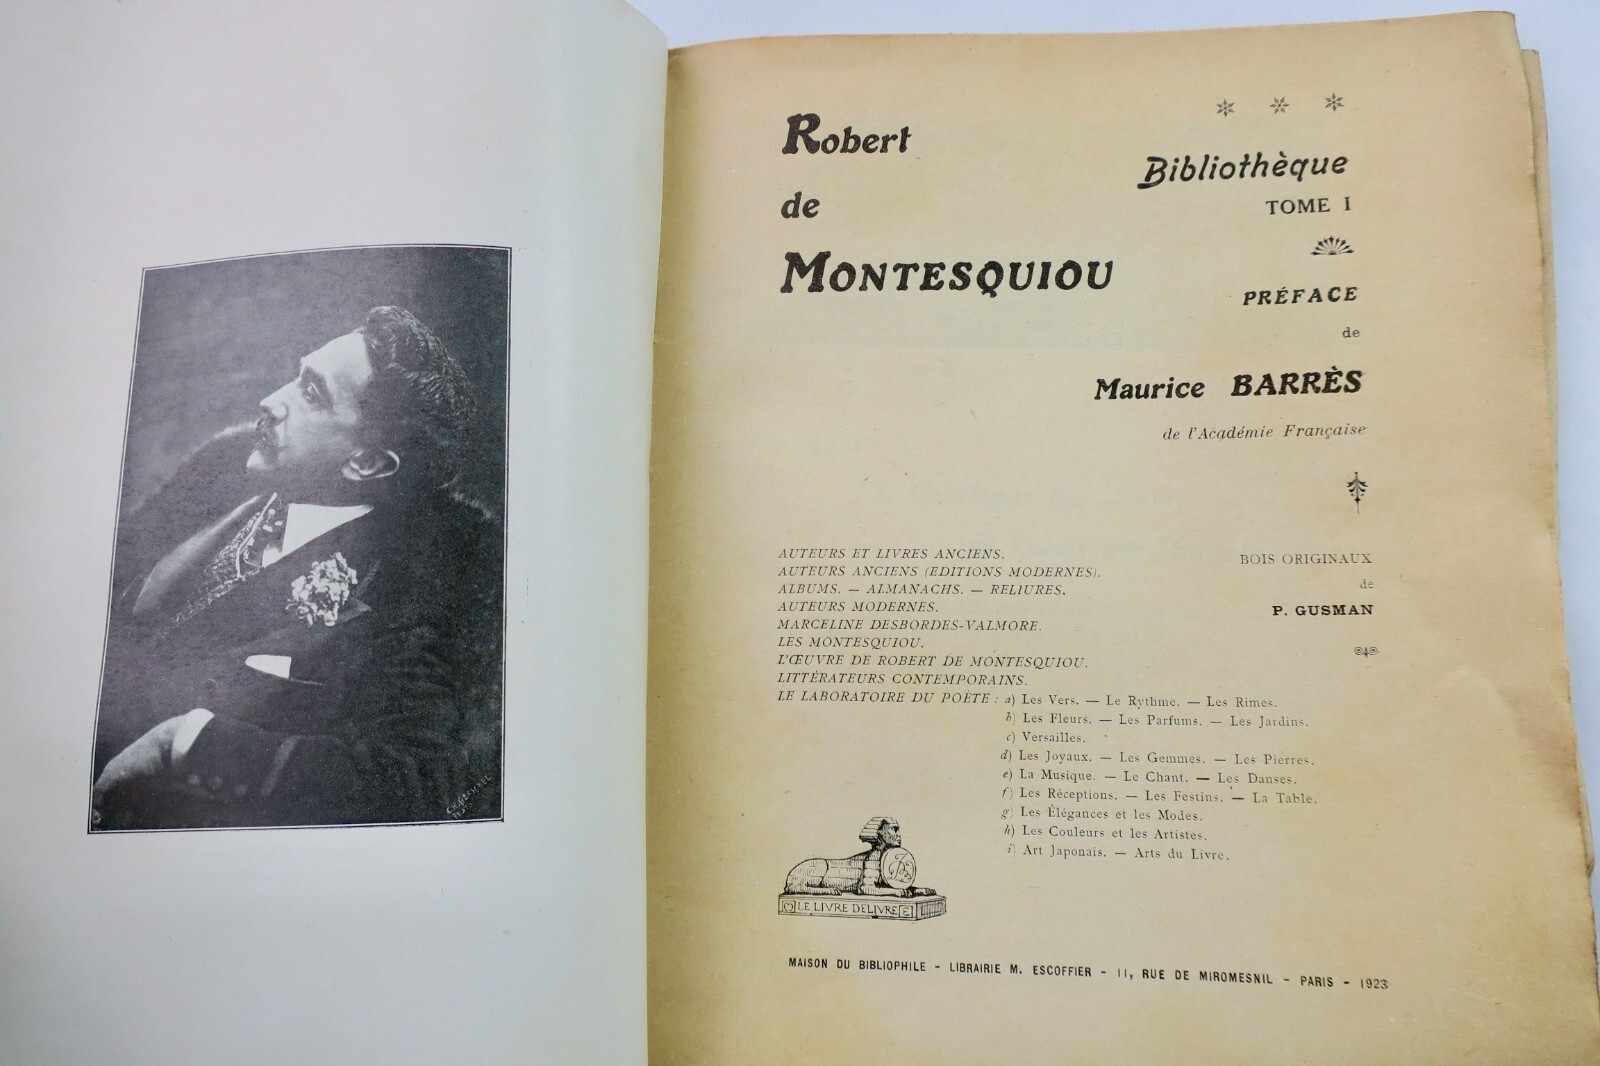 Robert
de
MONTESQUIOU
Bibliothèque
TOME I
PRÉFACE
de
Maurice BARRÈS
de l'Académie Française
AUTEURS ET LIVRES ANCIENS.
AUTEURS ANCIENS (EDITIONS MODERNES).
ALBUMS. — ALMANACHS. — RELIURES.
AUTEURS MODERNES.
MARCELINE DESBORDES-VALMORE.
LES MONTESQUIOU.
L'ŒUVRE DE ROBERT DE MONTESQUIOU.
LITTÉRATEURS CONTEMPORAINS.
LE LABORATOIRE DU POÈTE : a) Les Vers. — Le Rythme. — Les Rimes.
b) Les Fleurs. — Les Parfums. — Les Jardins.
c) Versailles.
d) Les Joyaux. — Les Gemmes. — Les Pierres.
e) La Musique. — Le Chant. — Les Danses.
f) Les Réceptions. — Les Festins. — La Table.
g) Les Élégances et les Modes.
h) Les Couleurs et les Artistes.
i) Art Japonais. — Arts du Livre.
BOIS ORIGINAUX
de
P. GUSMAN
LE LIVRE DELIVRE
MAISON DU BIBLIOPHILE - LIBRAIRIE M. ESCOFFIER - 11, RUE DE MIROMESNIL - PARIS - 1923